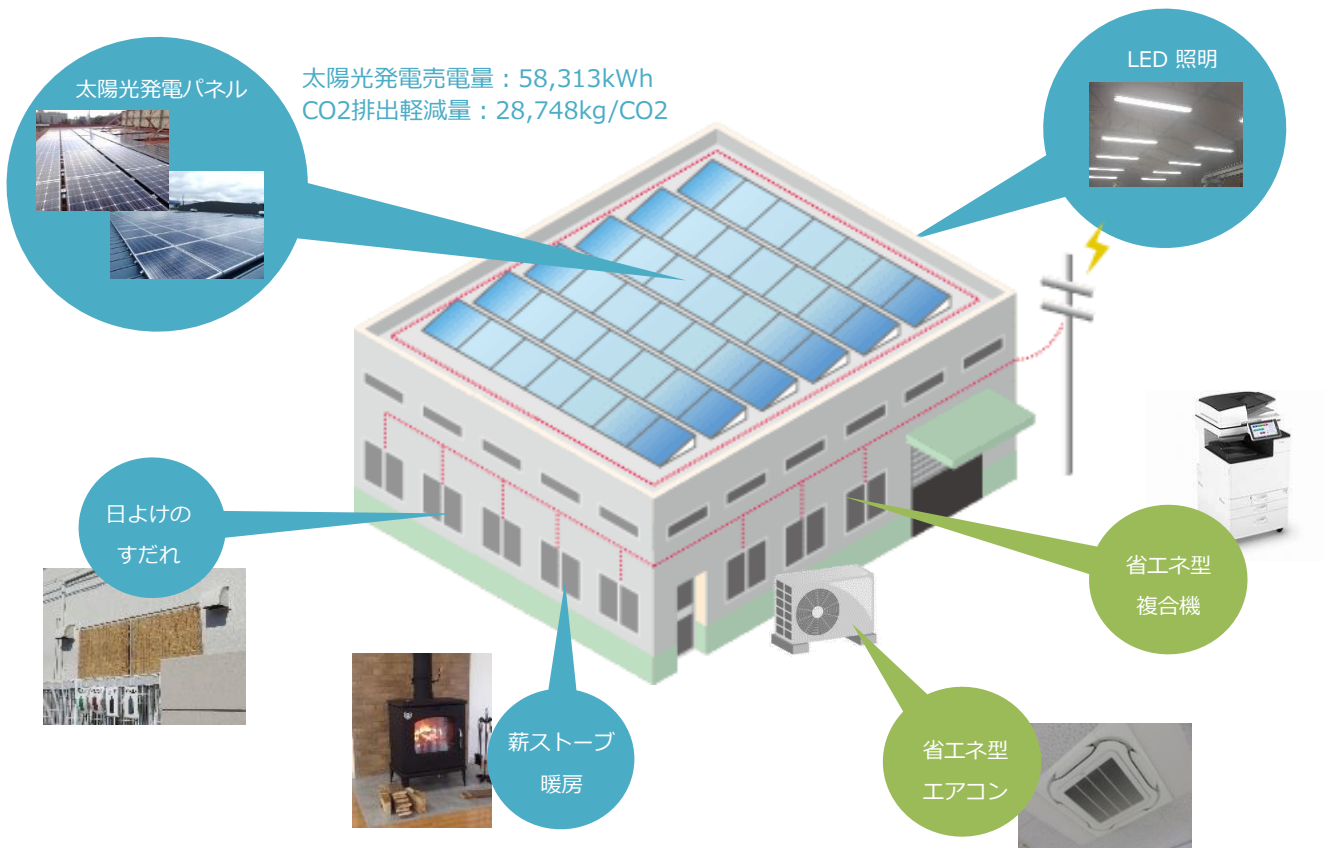 太陽光発電パネル
太陽光発電売電量：58,313kWh
CO2排出軽減量：28,748kg/CO2
LED 照明
日よけの
すだれ
省エネ型
複合機
薪ストーブ
暖房
省エネ型
エアコン